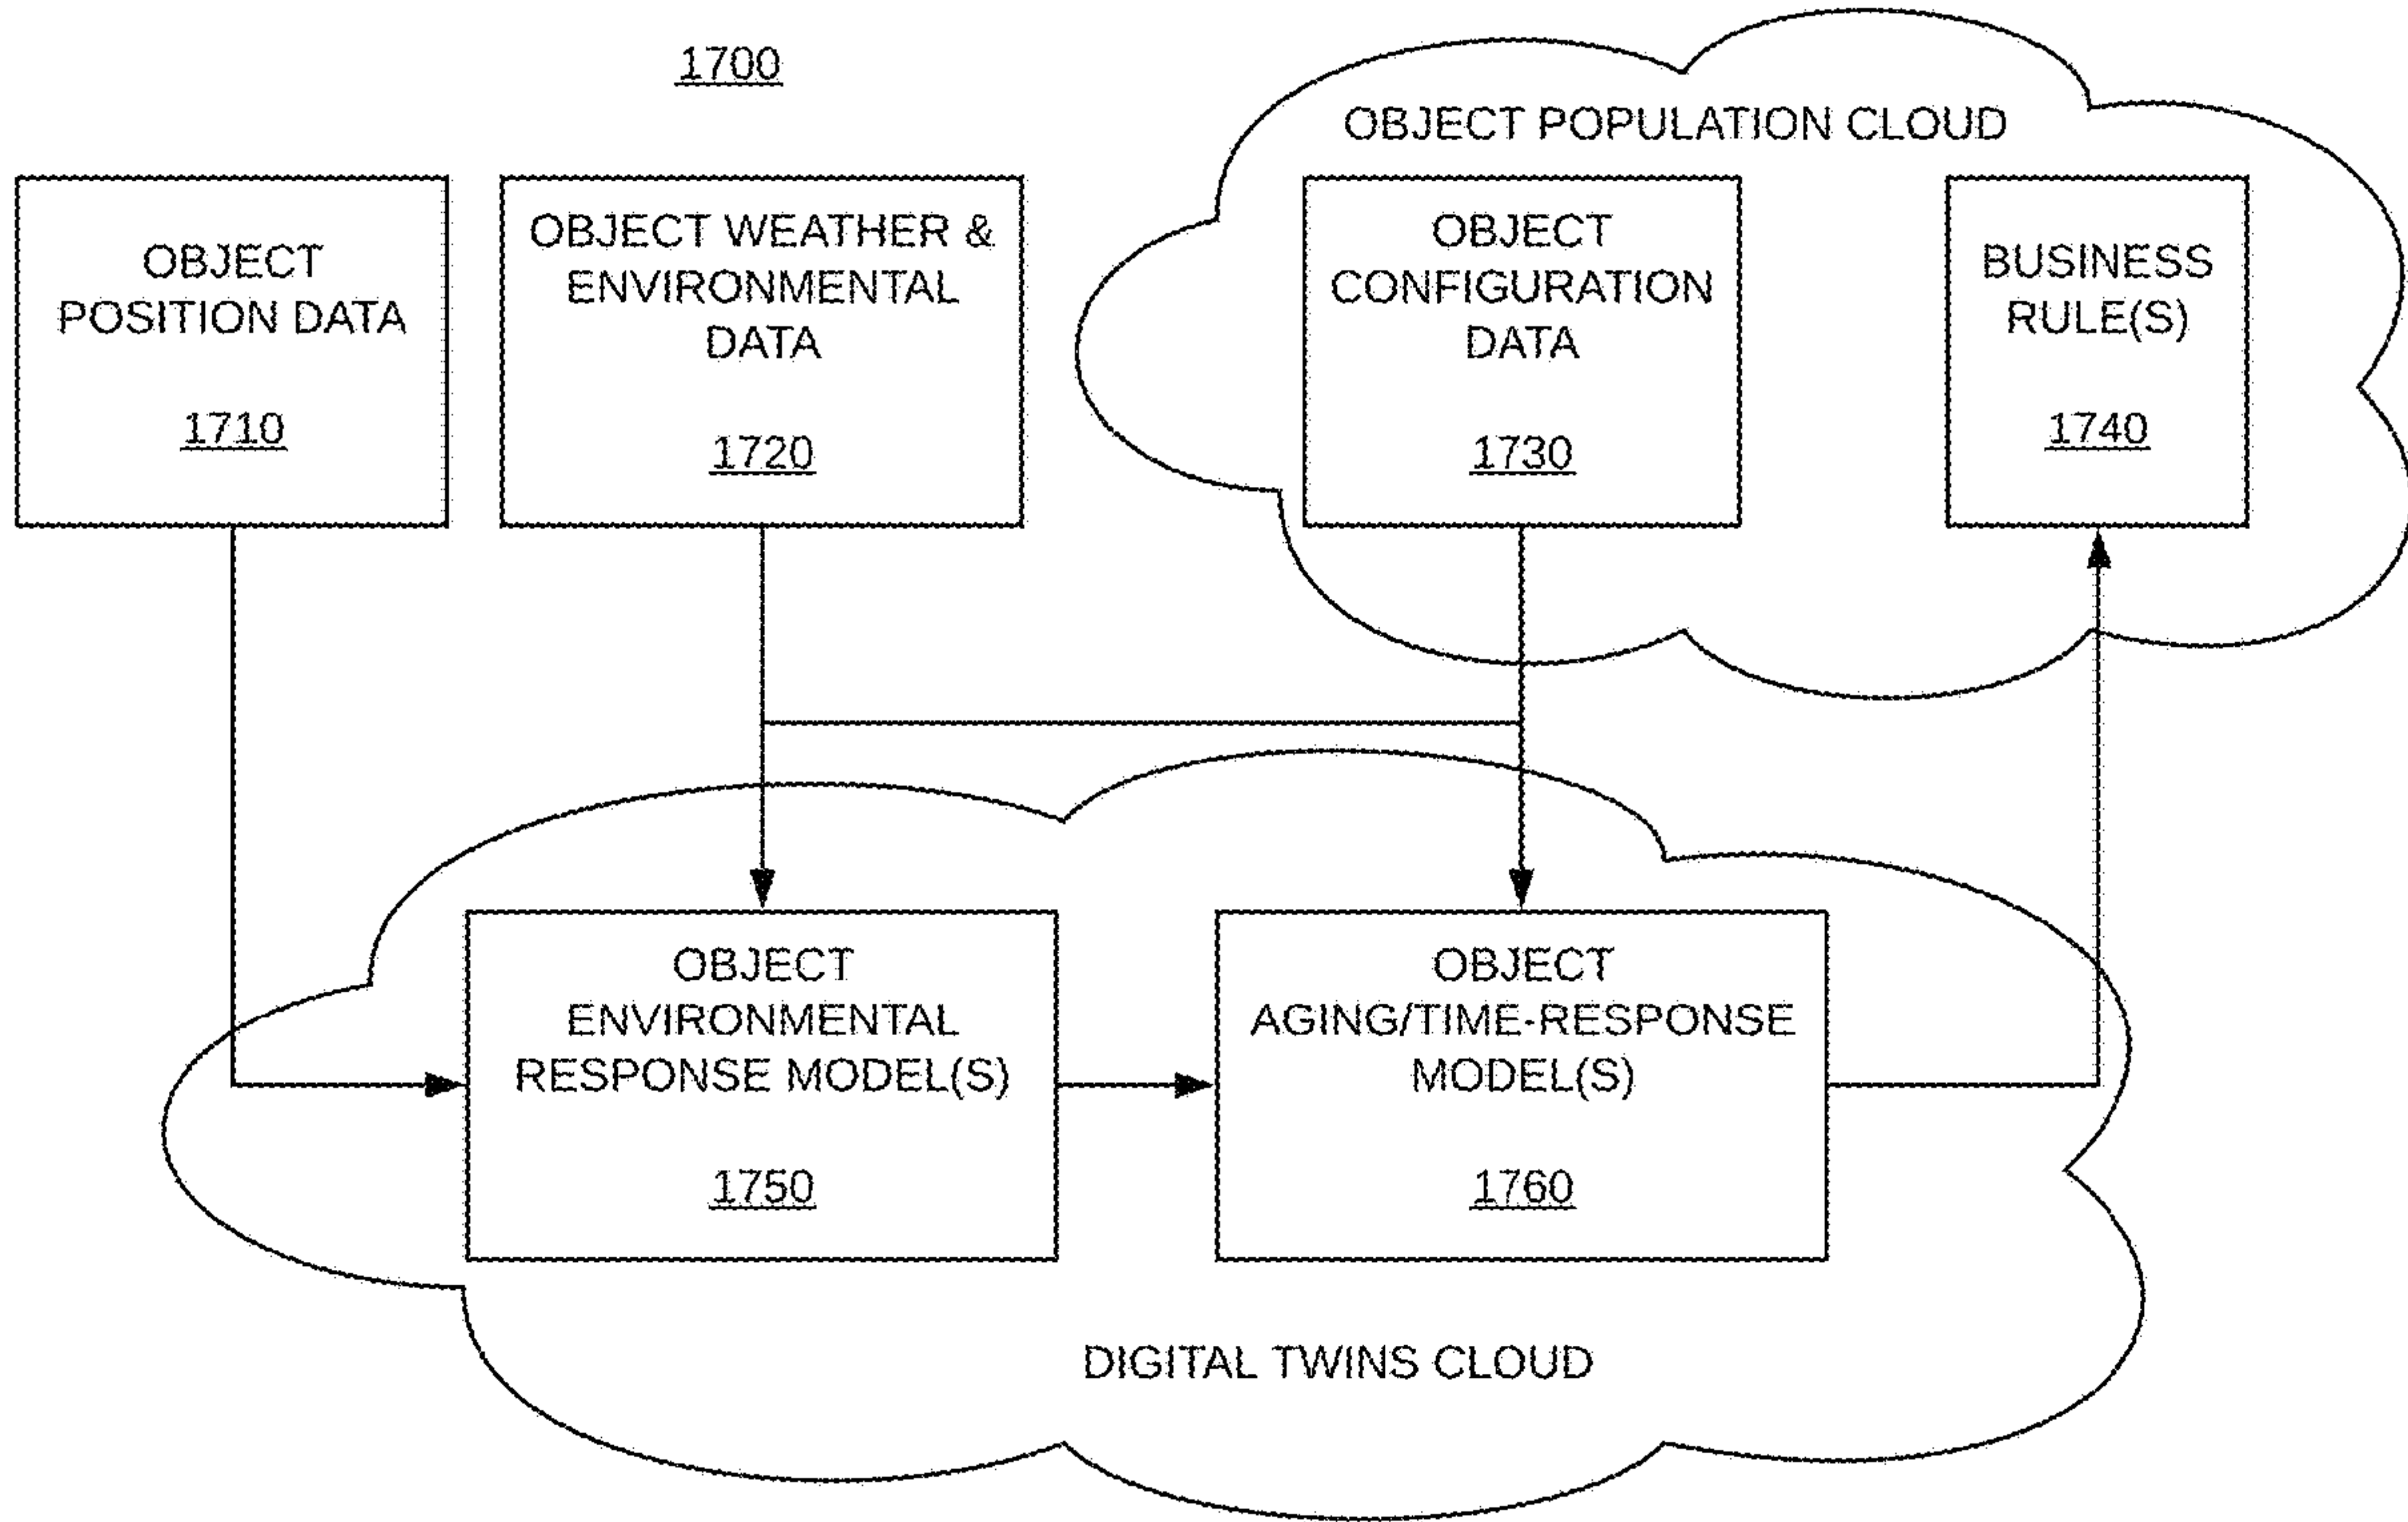 1700
OBJECT POPULATION CLOUD
OBJECT
POSITION DATA
1710
OBJECT WEATHER &
ENVIRONMENTAL
DATA
1720
OBJECT
CONFIGURATION
DATA
1730
BUSINESS
RULE(S)
1740
OBJECT
ENVIRONMENTAL
RESPONSE MODEL(S)
1750
OBJECT
AGING/TIME-RESPONSE
MODEL(S)
1760
DIGITAL TWINS CLOUD